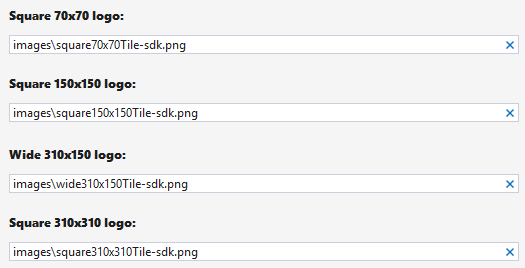 Square 70x70 logo:
images\square70x70Tile-sdk.png
Square 150x150 logo:
images\square150x150Tile-sdk.png
Wide 310x150 logo:
images\wide310x150Tile-sdk.png
Square 310x310 logo:
images\square310x310Tile-sdk.png